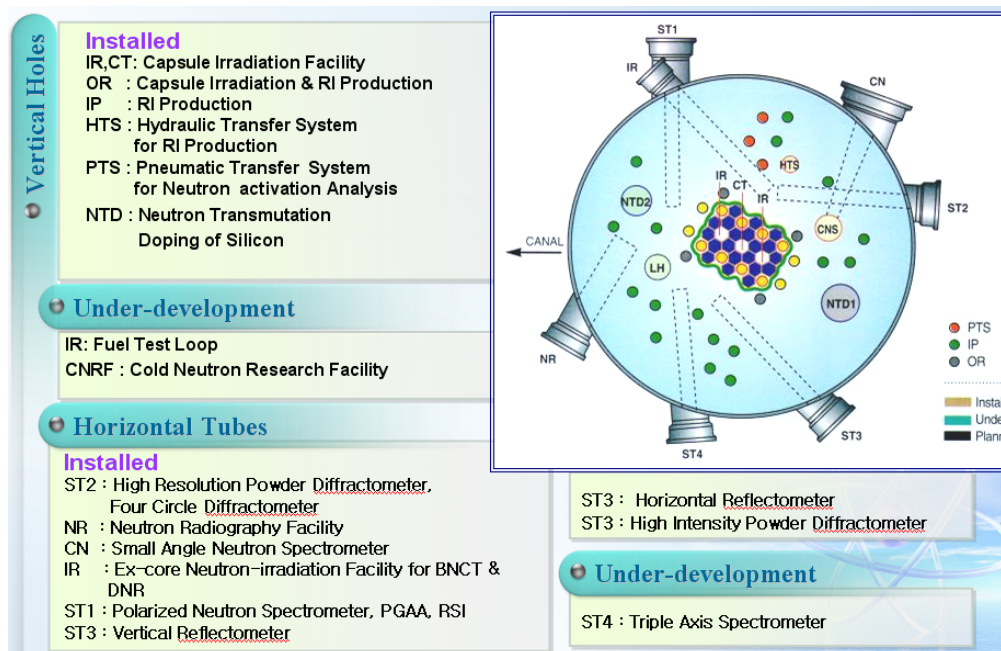 Vertical Holes
Installed
IR,CT: Capsule Irradiation Facility
OR : Capsule Irradiation & RI Production
IP : RI Production
HTS : Hydraulic Transfer System
for RI Production
PTS : Pneumatic Transfer System
for Neutron activation Analysis
NTD : Neutron Transmutation
Doping of Silicon
Under-development
IR: Fuel Test Loop
CNRF : Cold Neutron Research Facility
Horizontal Tubes
Installed
ST2 : High Resolution Powder Diffractometer,
Four Circle Diffractometer
NR : Neutron Radiography Facility
CN : Small Angle Neutron Spectrometer
IR : Ex-core Neutron-irradiation Facility for BNCT &
DNR
ST1 : Polarized Neutron Spectrometer, PGAA, RSI
ST3 : Vertical Reflectometer
ST3 : Horizontal Reflectometer
ST3 : High Intensity Powder Diffractometer
Under-development
ST4 : Triple Axis Spectrometer
ST1
IR
CN
HTS
IR
CT
IR
NTD2
ST2
CNS
CANAL
LH
NTD1
NR
ST4
ST3
PTS
IP
OR
Instal
Unde
Plann